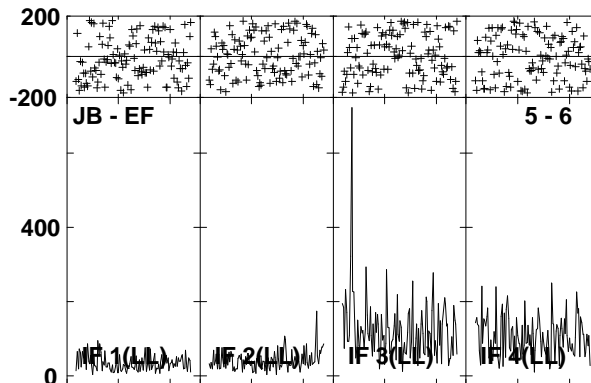 200
-200
JB - EF
5 - 6
400
0
IF 1(LL)
IF 2(LL)
IF 3(LL)
IF 4(LL)